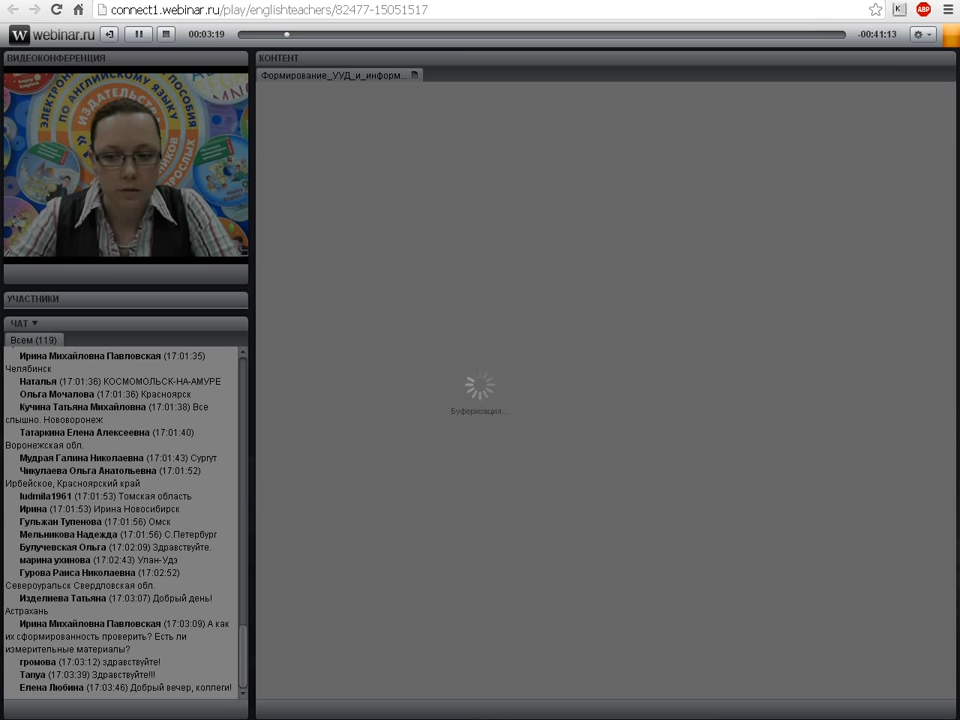 connect1.webinar.ru/play/englishteachers/82477-15051517
K
ABP
W webinar.ru
00:03:19
-00:41:13
ВИДЕОКОНФЕРЕНЦИЯ
КОНТЕНТ
Формирование_УУД_и_информ...
ПОСОБИЯ
ПО АНГЛИЙСКОМУ ЯЗЫКУ
ИЗДАТЕЛЬСТВ
УЧАСТНИКИ
ЧАТ ▼
Всем (119)
Ирина Михайловна Павловская (17:01:35)
Челябинск
Наталья (17:01:36) КОСМОМОЛЬСК-НА-АМУРЕ
Ольга Мочалова (17:01:36) Красноярск
Кучина Татьяна Михайловна (17:01:38) Все
слышно. Нововоронеж
Татаркина Елена Алексеевна (17:01:40)
Воронежская обл.
Мудрая Галина Николаевна (17:01:43) Сургут
Чикулаева Ольга Анатольевна (17:01:52)
Ирбейское, Красноярский край
ludmila1961 (17:01:53) Томская область
Ирина (17:01:53) Ирина Новосибирск
Гульжан Тупенова (17:01:56) Омск
Мельникова Надежда (17:01:56) С.Петербург
Булучевская Ольга (17:02:09) Здравствуйте.
марина ухинова (17:02:43) Улан-Удэ
Гурова Раиса Николаевна (17:02:52)
Североуральск Свердловская обл.
Изделиева Татьяна (17:03:07) Добрый день!
Астрахань
Ирина Михайловна Павловская (17:03:09) А как
их сформированность проверить? Есть ли
измерительные материалы?
громова (17:03:12) здравствуйте!
Tanya (17:03:39) Здравствуйте!!!
Елена Любина (17:03:46) Добрый вечер, коллеги!
Буферизация...